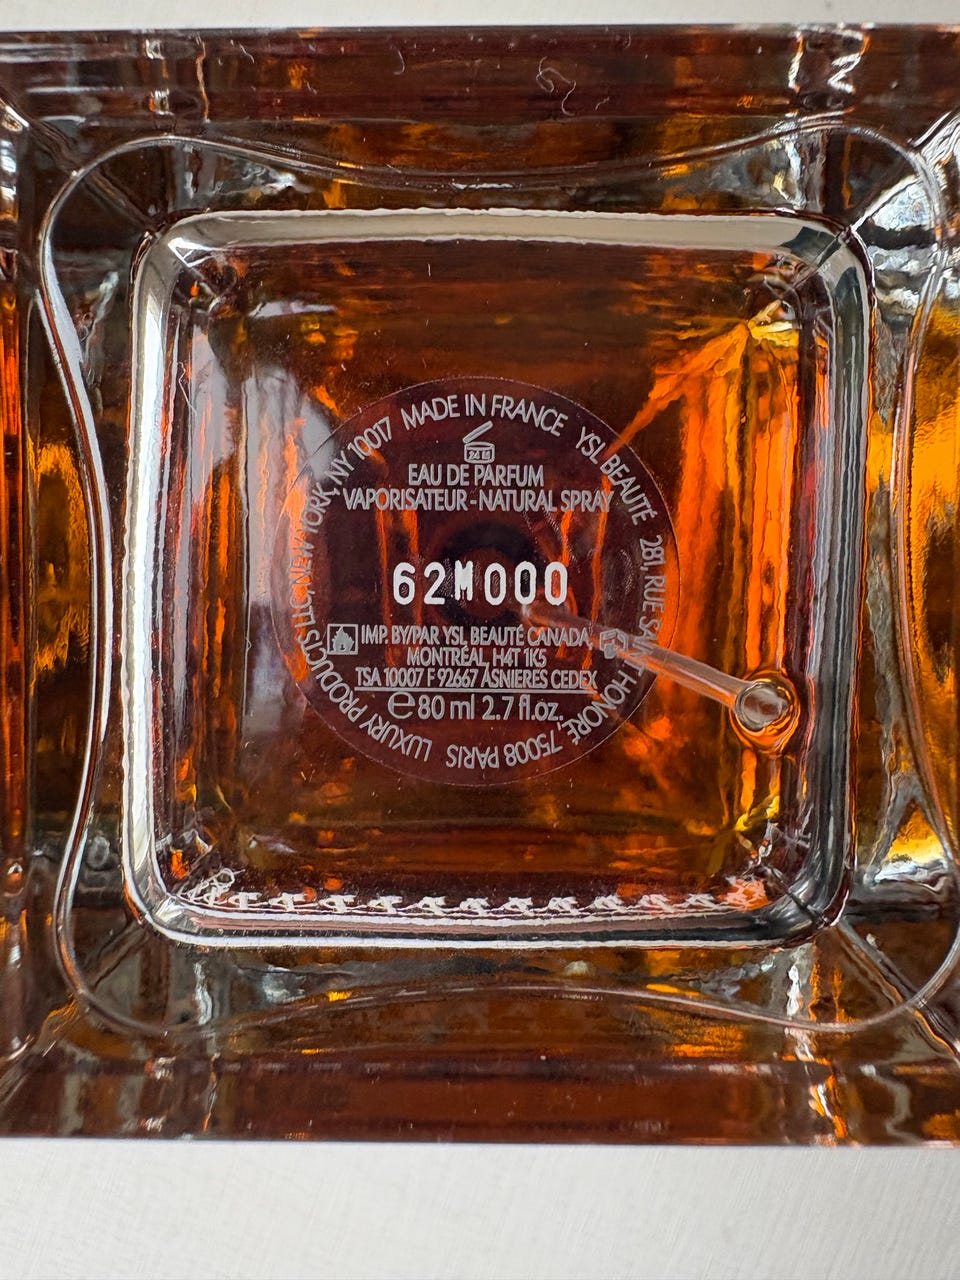 MADE IN FRANCE YSL BEAUTÉ 281, RUE SAINT HONORÉ, 75008 PARIS LUXURY PRODUCTS LLC, NEW YORK, NY 10017
24 M
EAU DE PARFUM
VAPORISATEUR - NATURAL SPRAY
62M000
IMP. BY/PAR YSL BEAUTÉ CANADA,
MONTRÉAL, H4T 1K5
TSA 10007 F 92667 ASNIERES CEDEX
e 80 ml 2.7 fl.oz.